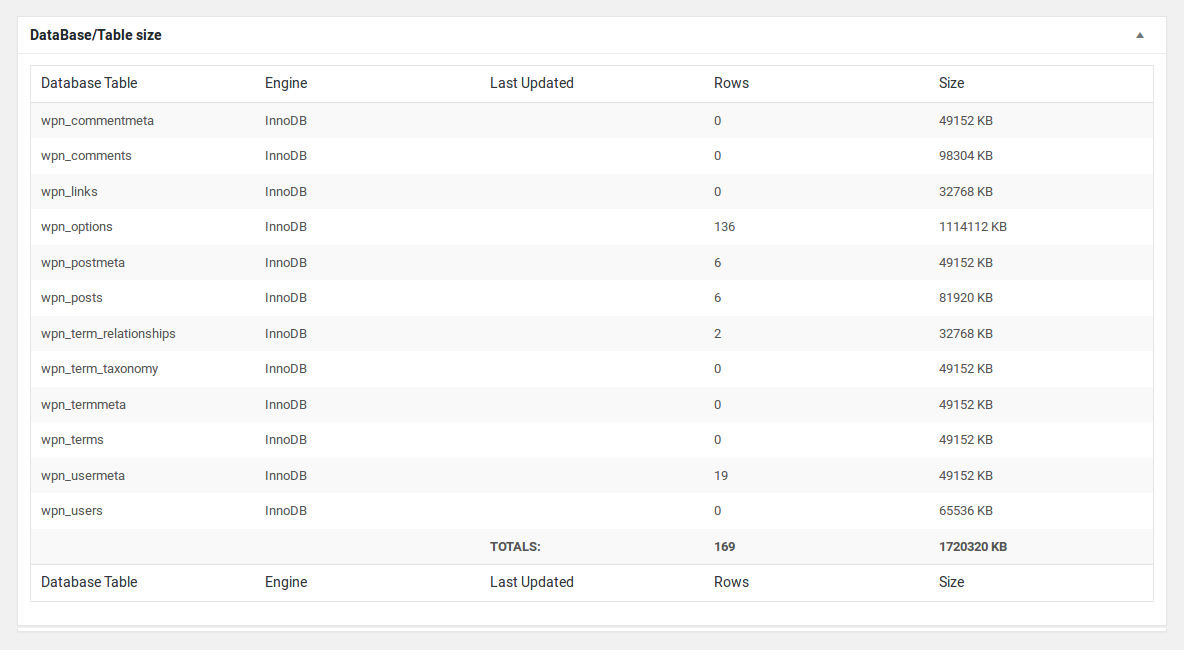 DataBase/Table size
Database Table Engine Last Updated Rows Size
wpn_commentmeta InnoDB 0 49152 KB
wpn_comments InnoDB 0 98304 KB
wpn_links InnoDB 0 32768 KB
wpn_options InnoDB 136 1114112 KB
wpn_postmeta InnoDB 6 49152 KB
wpn_posts InnoDB 6 81920 KB
wpn_term_relationships InnoDB 2 32768 KB
wpn_term_taxonomy InnoDB 0 49152 KB
wpn_termmeta InnoDB 0 49152 KB
wpn_terms InnoDB 0 49152 KB
wpn_usermeta InnoDB 19 49152 KB
wpn_users InnoDB 0 65536 KB
TOTALS: 169 1720320 KB
Database Table Engine Last Updated Rows Size